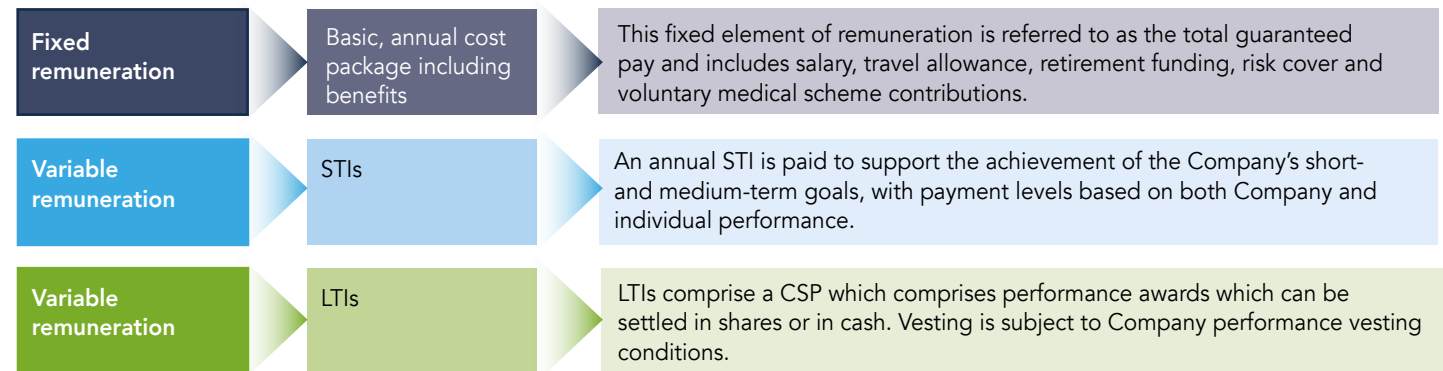 Fixed
remuneration
Basic, annual cost
package including
benefits
This fixed element of remuneration is referred to as the total guaranteed
pay and includes salary, travel allowance, retirement funding, risk cover and
voluntary medical scheme contributions.
Variable
remuneration
STIs
An annual STI is paid to support the achievement of the Company’s short-
and medium-term goals, with payment levels based on both Company and
individual performance.
Variable
remuneration
LTIs
LTIs comprise a CSP which comprises performance awards which can be
settled in shares or in cash. Vesting is subject to Company performance vesting
conditions.